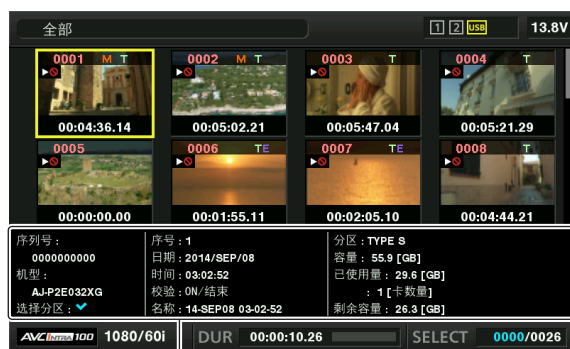 全部 1 2 USB 13.8V
0001 M T 0002 M T 0003 T 0004 T
00:04:36.14 00:05:02.21 00:05:47.04 00:05:21.29
0005 0006 TE 0007 TE 0008 T
00:00:00.00 00:01:55.11 00:02:05.10 00:04:44.21
序列号：
0000000000
机型：
AJ-P2E032XG
选择分区：
序号：1
日期：2014/SEP/08
时间：03:02:52
校验：ON/结束
名称：14-SEP08 03-02-52
分区：TYPE S
容量：55.9 [GB]
已使用量：29.6 [GB]
：1 [卡数量]
剩余容量：26.3 [GB]
AVC INTRA 100 1080/60i DUR 00:00:10.26 SELECT 0000/0026